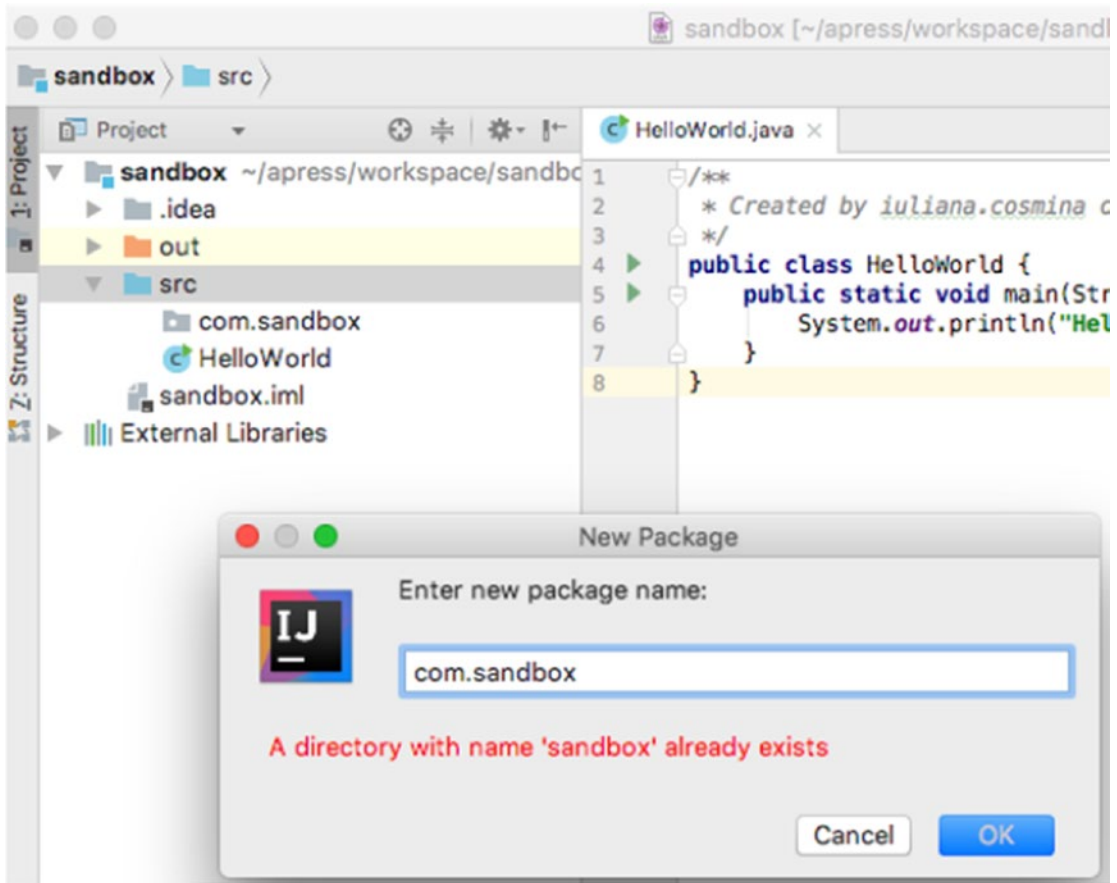 sandbox [~/apress/workspace/sandl
sandbox src
1: Project
Z: Structure
Project
sandbox ~/apress/workspace/sandbo
.idea
out
src
com.sandbox
HelloWorld
sandbox.iml
External Libraries
HelloWorld.java
1 /**
2 * Created by iuliana.cosmina o
3 */
4 public class HelloWorld {
5 public static void main(Str
6 System.out.println("Hel
7 }
8 }
New Package
IJ
Enter new package name:
com.sandbox
A directory with name 'sandbox' already exists
Cancel OK